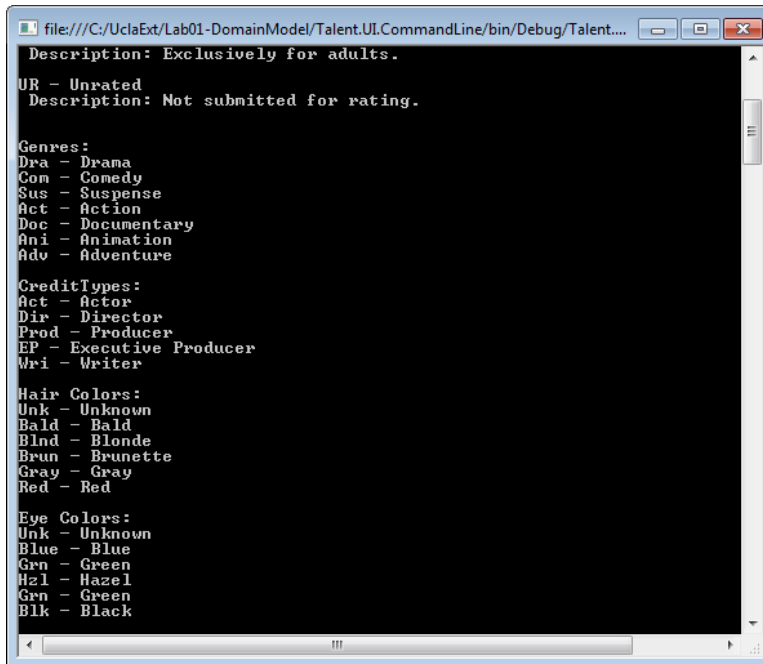 file:///C:/UclaExt/Lab01-DomainModel/Talent.UI.CommandLine/bin/Debug/Talent....
Description: Exclusively for adults.
UR - Unrated
Description: Not submitted for rating.
Genres:
Dra - Drama
Com - Comedy
Sus - Suspense
Act - Action
Doc - Documentary
Ani - Animation
Adv - Adventure
CreditTypes:
Act - Actor
Dir - Director
Prod - Producer
EP - Executive Producer
Wri - Writer
Hair Colors:
Unk - Unknown
Bald - Bald
Blnd - Blonde
Brun - Brunette
Gray - Gray
Red - Red
Eye Colors:
Unk - Unknown
Blue - Blue
Grn - Green
Hzl - Hazel
Grn - Green
Blk - Black